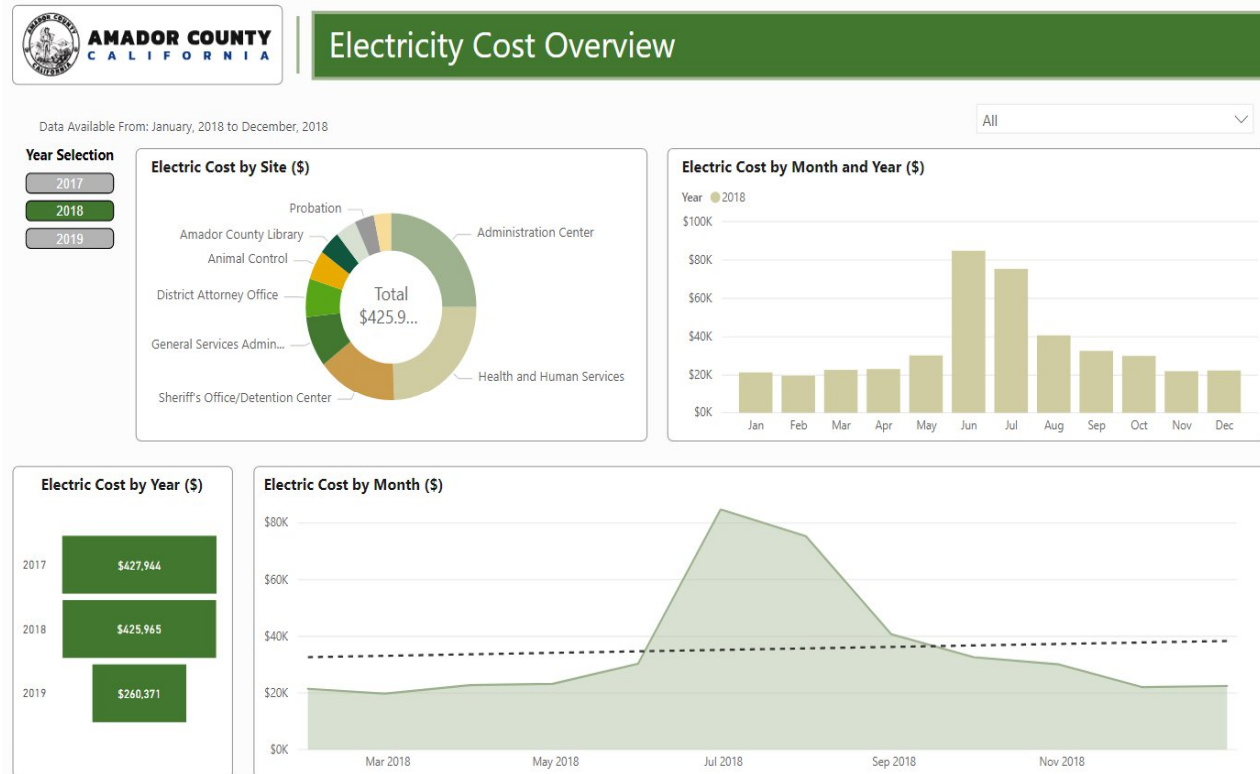 AMADOR COUNTY
CALIFORNIA
Electricity Cost Overview
Data Available From: January, 2018 to December, 2018
All
Year Selection
2017
2018
2019
Electric Cost by Site ($)
Probation
Amador County Library
Animal Control
District Attorney Office
General Services Admin...
Sheriff's Office/Detention Center
Administration Center
Health and Human Services
Total
$425.9...
Electric Cost by Month and Year ($)
Year 2018
$100K
$80K
$60K
$40K
$20K
$0K
Jan Feb Mar Apr May Jun Jul Aug Sep Oct Nov Dec
Electric Cost by Year ($)
2017 $427,944
2018 $425,965
2019 $260,371
Electric Cost by Month ($)
$80K
$60K
$40K
$20K
$0K
Mar 2018 May 2018 Jul 2018 Sep 2018 Nov 2018